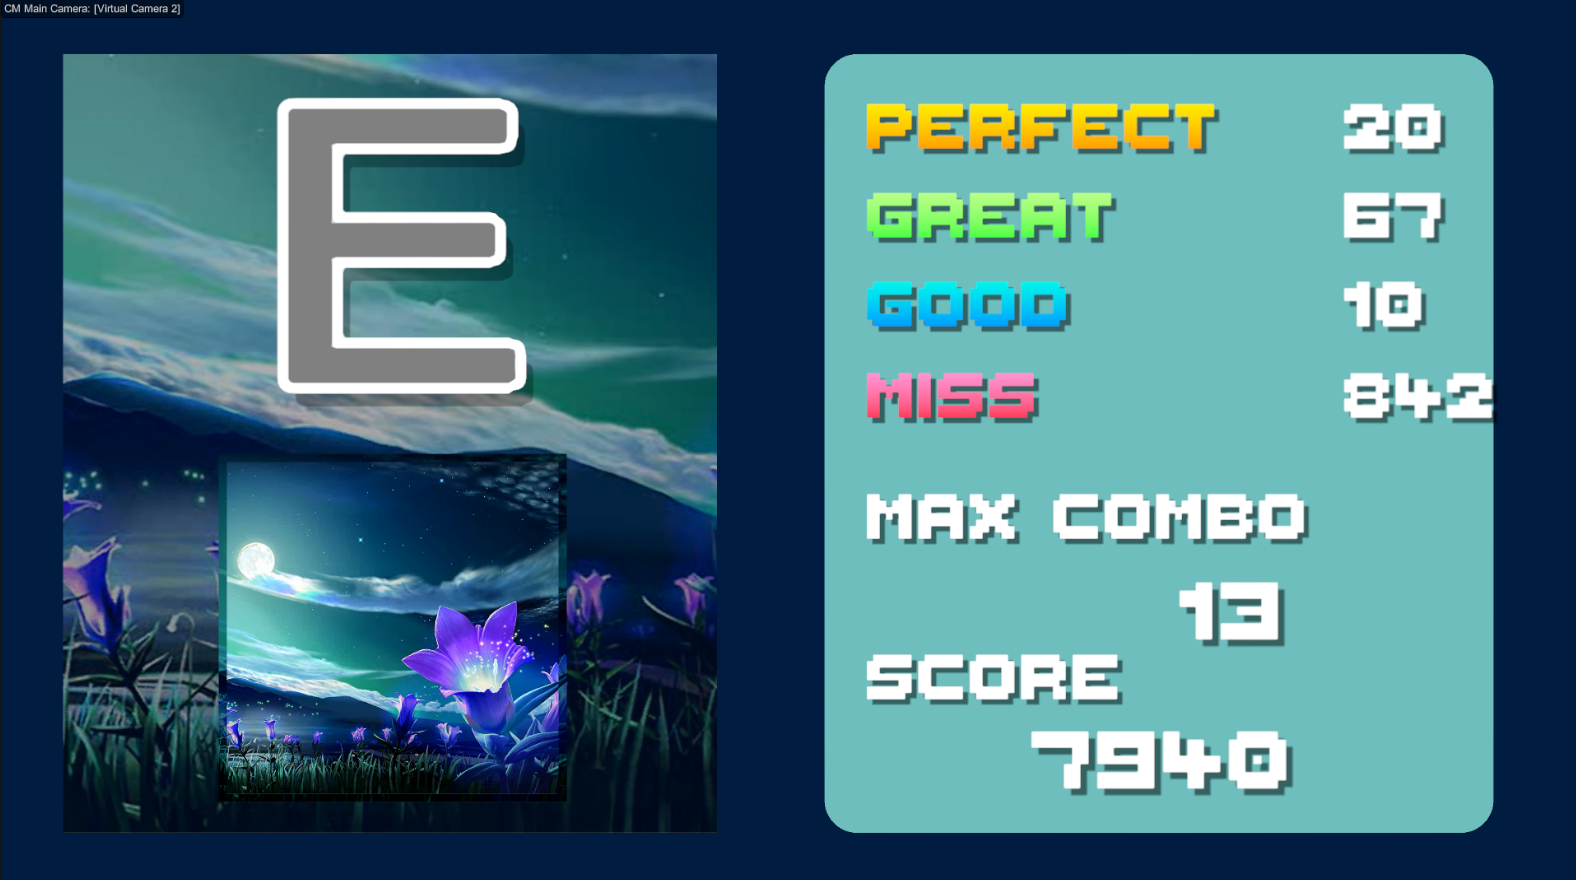 CM Main Camera: [Virtual Camera 2]
E
PERFECT 20
GREAT 67
GOOD 10
MISS 842
MAX COMBO
13
SCORE
7940